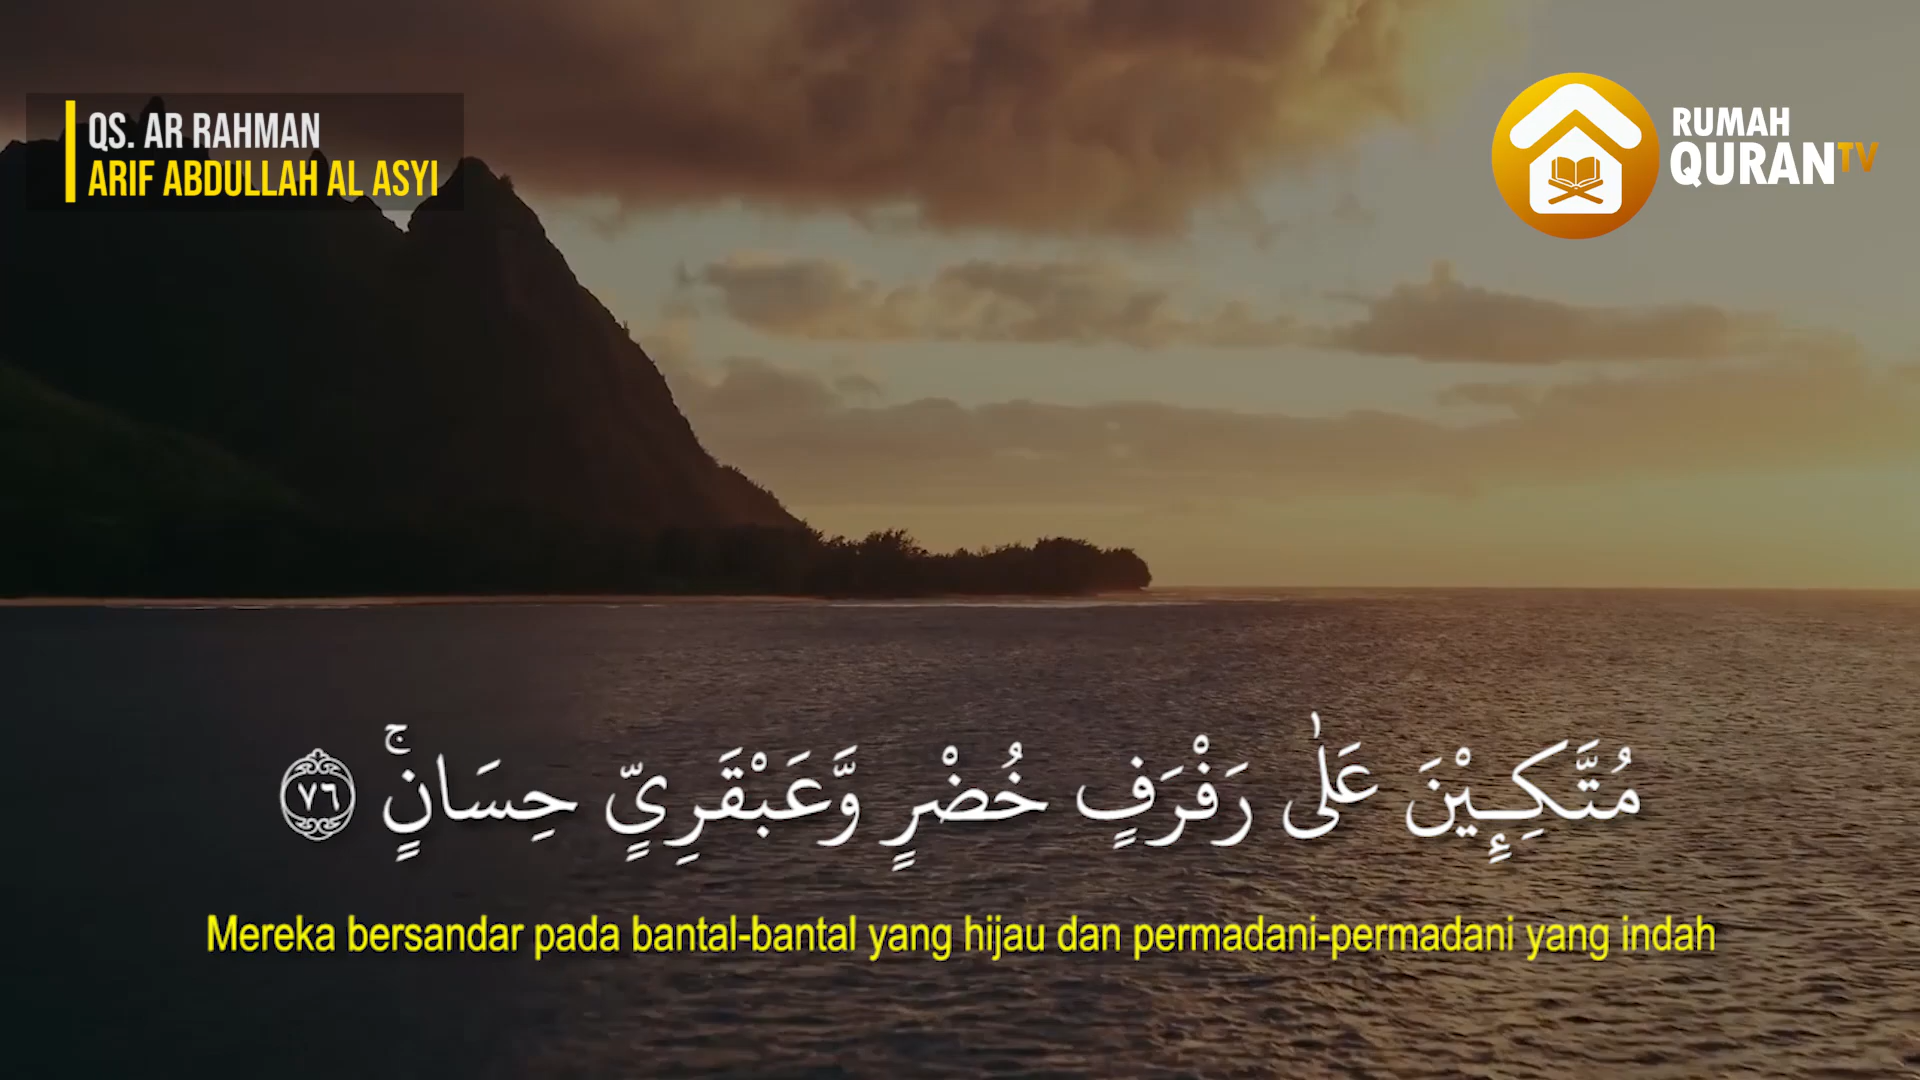 QS. AR RAHMAN
ARIF ABDULLAH AL ASYI
RUMAH
QURANTV
مُتَّكِـِٕيْنَ عَلٰى رَفْرَفٍ خُضْرٍ وَّعَبْقَرِيٍّ حِسَانٍۚ ٧٦
Mereka bersandar pada bantal-bantal yang hijau dan permadani-permadani yang indah